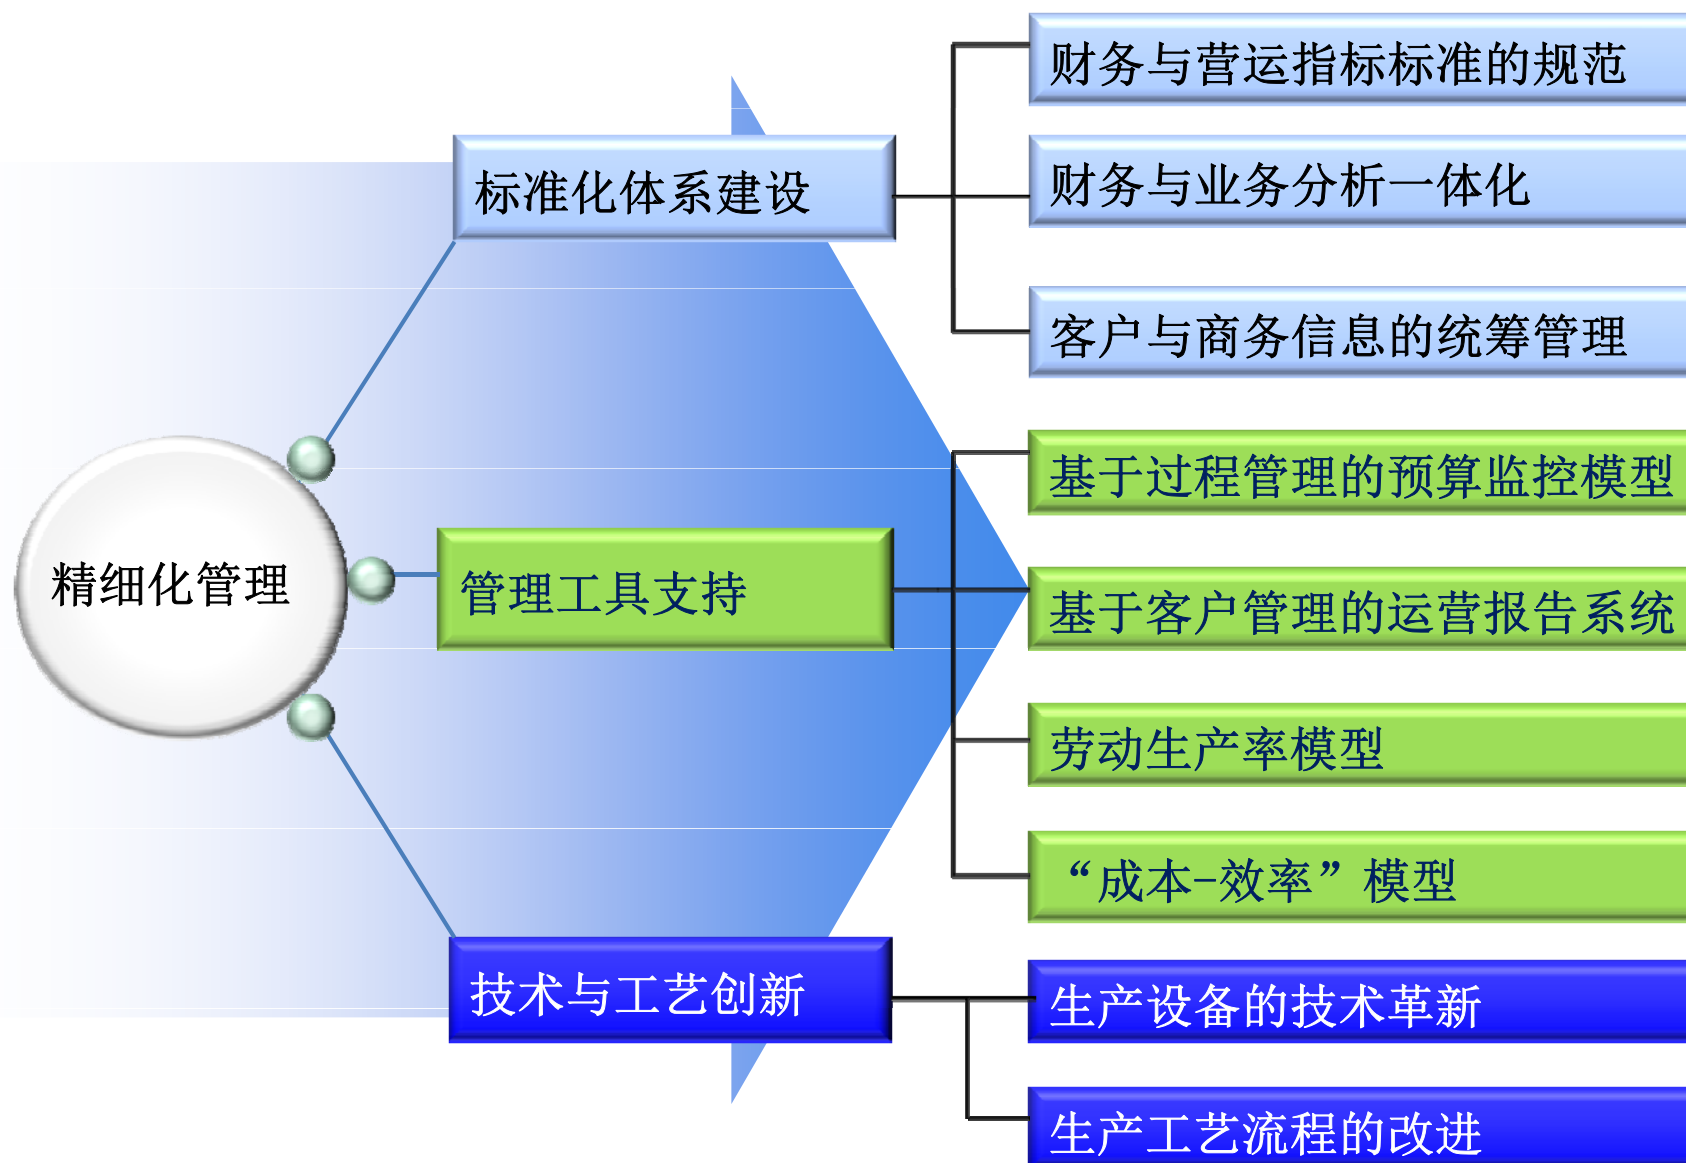 精细化管理
标准化体系建设
财务与营运指标标准的规范
财务与业务分析一体化
客户与商务信息的统筹管理
管理工具支持
基于过程管理的预算监控模型
基于客户管理的运营报告系统
劳动生产率模型
“成本-效率”模型
技术与工艺创新
生产设备的技术革新
生产工艺流程的改进